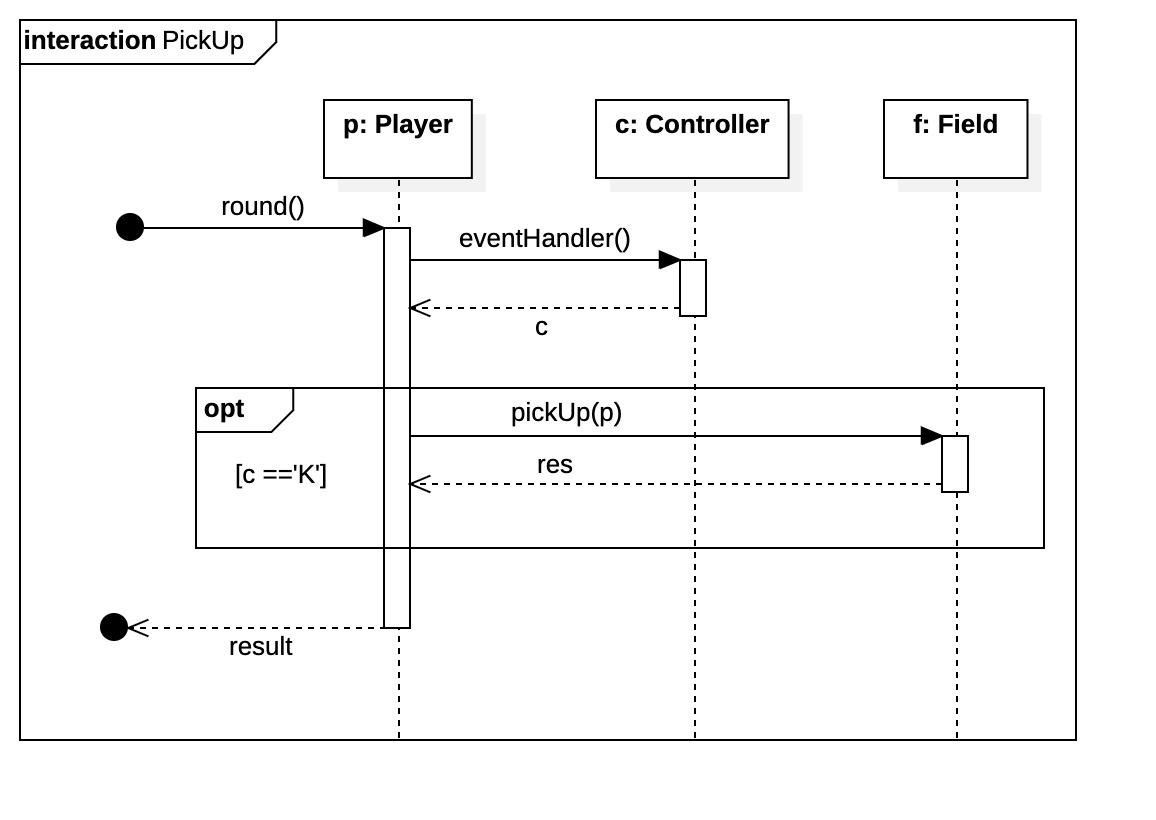 interaction PickUp
p: Player
c: Controller
f: Field
round()
eventHandler()
c
opt
pickUp(p)
[c =='K']
res
result